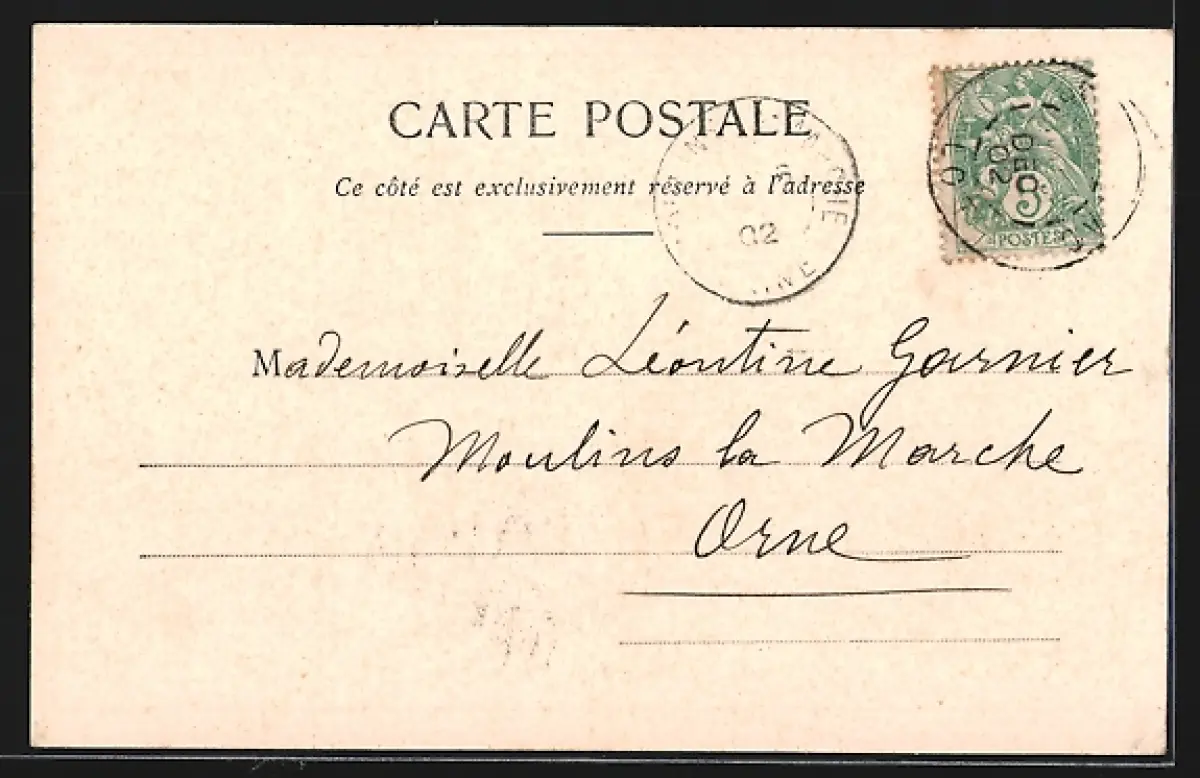 CARTE POSTALE
Ce côté est exclusivement réservé à l'adresse
02
DEC
02
5
POSTES
Mademoiselle Léontine Garnier
Moulins la Marche
Orne